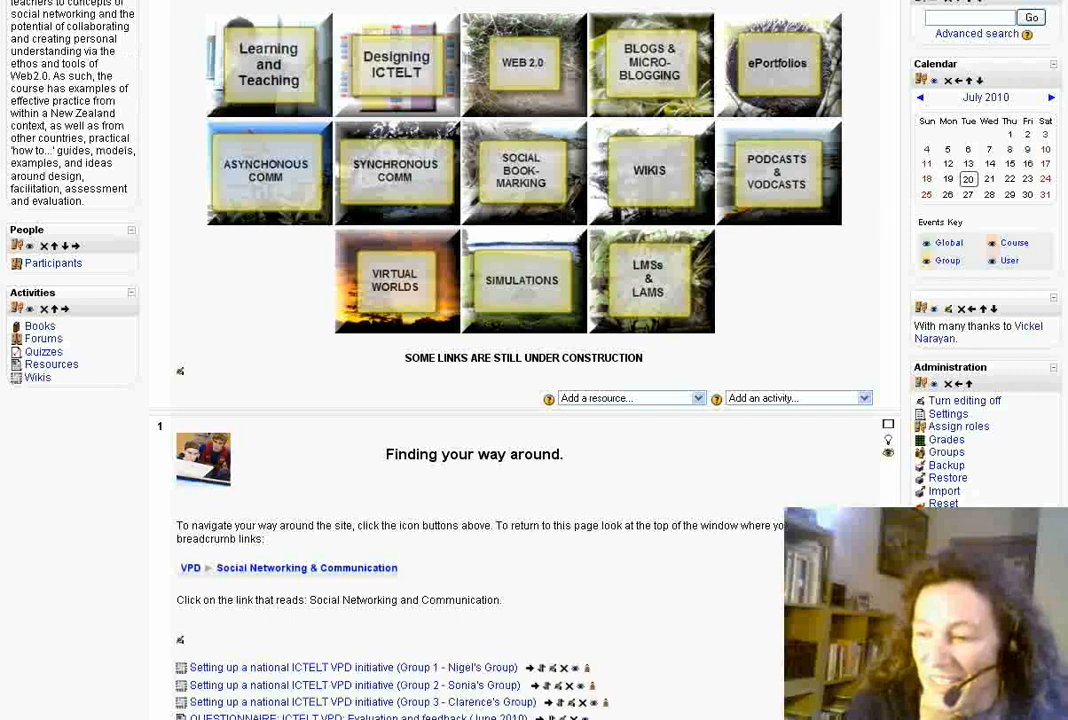 teachers to concepts of
social networking and the
potential of collaborating
and creating personal
understanding via the
ethos and tools of
Web2.0. As such, the
course has examples of
effective practice from
within a New Zealand
context, as well as from
other countries, practical
'how to...' guides, models,
examples, and ideas
around design,
facilitation, assessment
and evaluation.
People
Participants
Activities
Books
Forums
Quizzes
Resources
Wikis
Learning
and
Teaching
Designing
ICTELT
WEB 2.0
BLOGS &
MICRO-
BLOGGING
ePortfolios
ASYNCHONOUS
COMM
SYNCHRONOUS
COMM
SOCIAL
BOOK-
MARKING
WIKIS
PODCASTS
&
VODCASTS
VIRTUAL
WORLDS
SIMULATIONS
LMSs
&
LAMS
SOME LINKS ARE STILL UNDER CONSTRUCTION
Add a resource... Add an activity...
1
Finding your way around.
To navigate your way around the site, click the icon buttons above. To return to this page look at the top of the window where
breadcrumb links:
VPD ► Social Networking & Communication
Click on the link that reads: Social Networking and Communication.
Setting up a national ICTELT VPD initiative (Group 1 - Nigel's Group)
Setting up a national ICTELT VPD initiative (Group 2 - Sonia's Group)
Setting up a national ICTELT VPD initiative (Group 3 - Clarence's Group)
QUESTIONNAIRE: ICTELT VPD: Evaluation and feedback (June 2010)
Go
Advanced search
Calendar
July 2010
Sun Mon Tue Wed Thu Fri Sat
1 2 3
4 5 6 7 8 9 10
11 12 13 14 15 16 17
18 19 20 21 22 23 24
25 26 27 28 29 30 31
Events Key
Global Course
Group User
With many thanks to Vickel
Narayan.
Administration
Turn editing off
Settings
Assign roles
Grades
Groups
Backup
Restore
Import
Reset